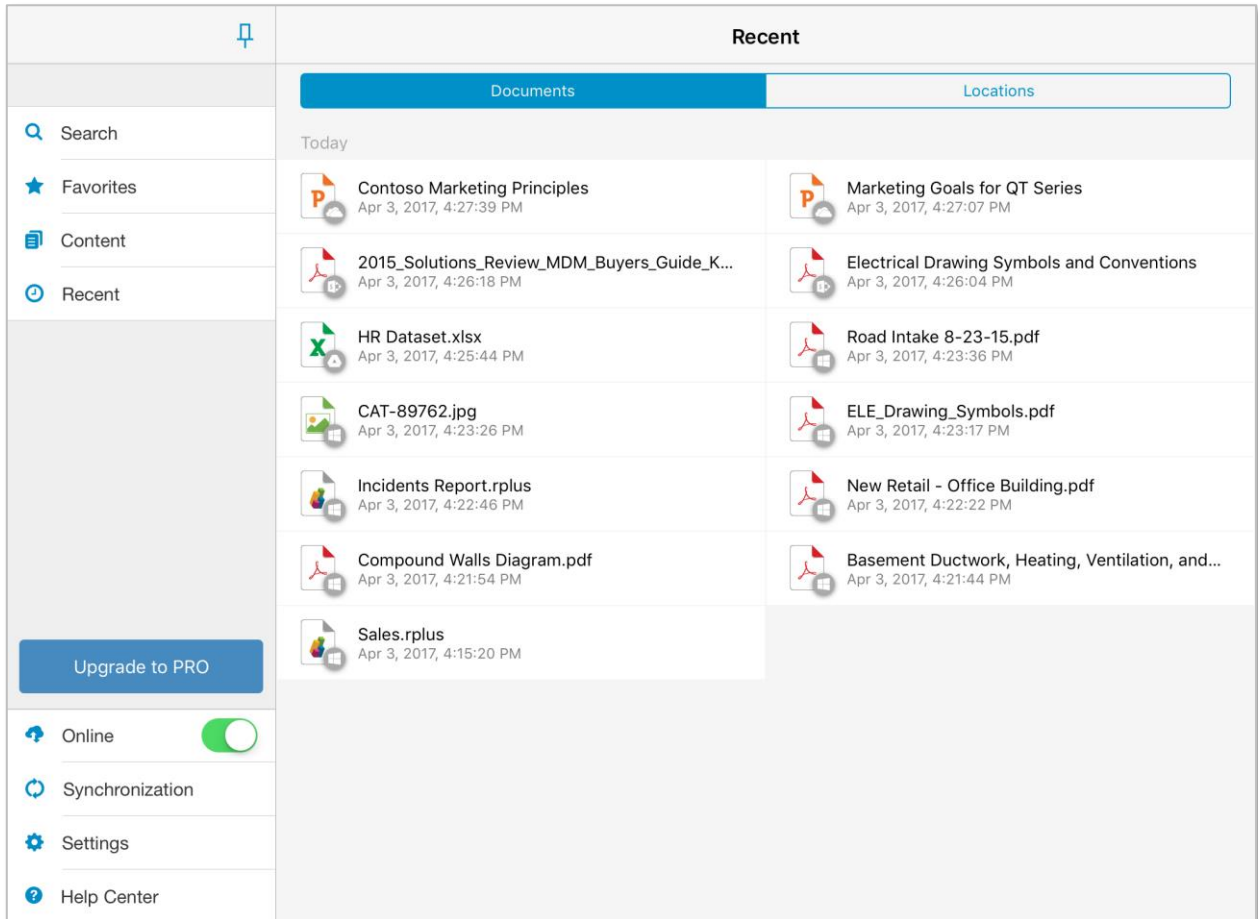 Recent
Documents
Locations
Search
Favorites
Content
Recent
Today
Contoso Marketing Principles
Apr 3, 2017, 4:27:39 PM
Marketing Goals for QT Series
Apr 3, 2017, 4:27:07 PM
2015_Solutions_Review_MDM_Buyers_Guide_K...
Apr 3, 2017, 4:26:18 PM
Electrical Drawing Symbols and Conventions
Apr 3, 2017, 4:26:04 PM
HR Dataset.xlsx
Apr 3, 2017, 4:25:44 PM
Road Intake 8-23-15.pdf
Apr 3, 2017, 4:23:36 PM
CAT-89762.jpg
Apr 3, 2017, 4:23:26 PM
ELE_Drawing_Symbols.pdf
Apr 3, 2017, 4:23:17 PM
Incidents Report.rplus
Apr 3, 2017, 4:22:46 PM
New Retail - Office Building.pdf
Apr 3, 2017, 4:22:22 PM
Compound Walls Diagram.pdf
Apr 3, 2017, 4:21:54 PM
Basement Ductwork, Heating, Ventilation, and...
Apr 3, 2017, 4:21:44 PM
Sales.rplus
Apr 3, 2017, 4:15:20 PM
Upgrade to PRO
Online
Synchronization
Settings
Help Center